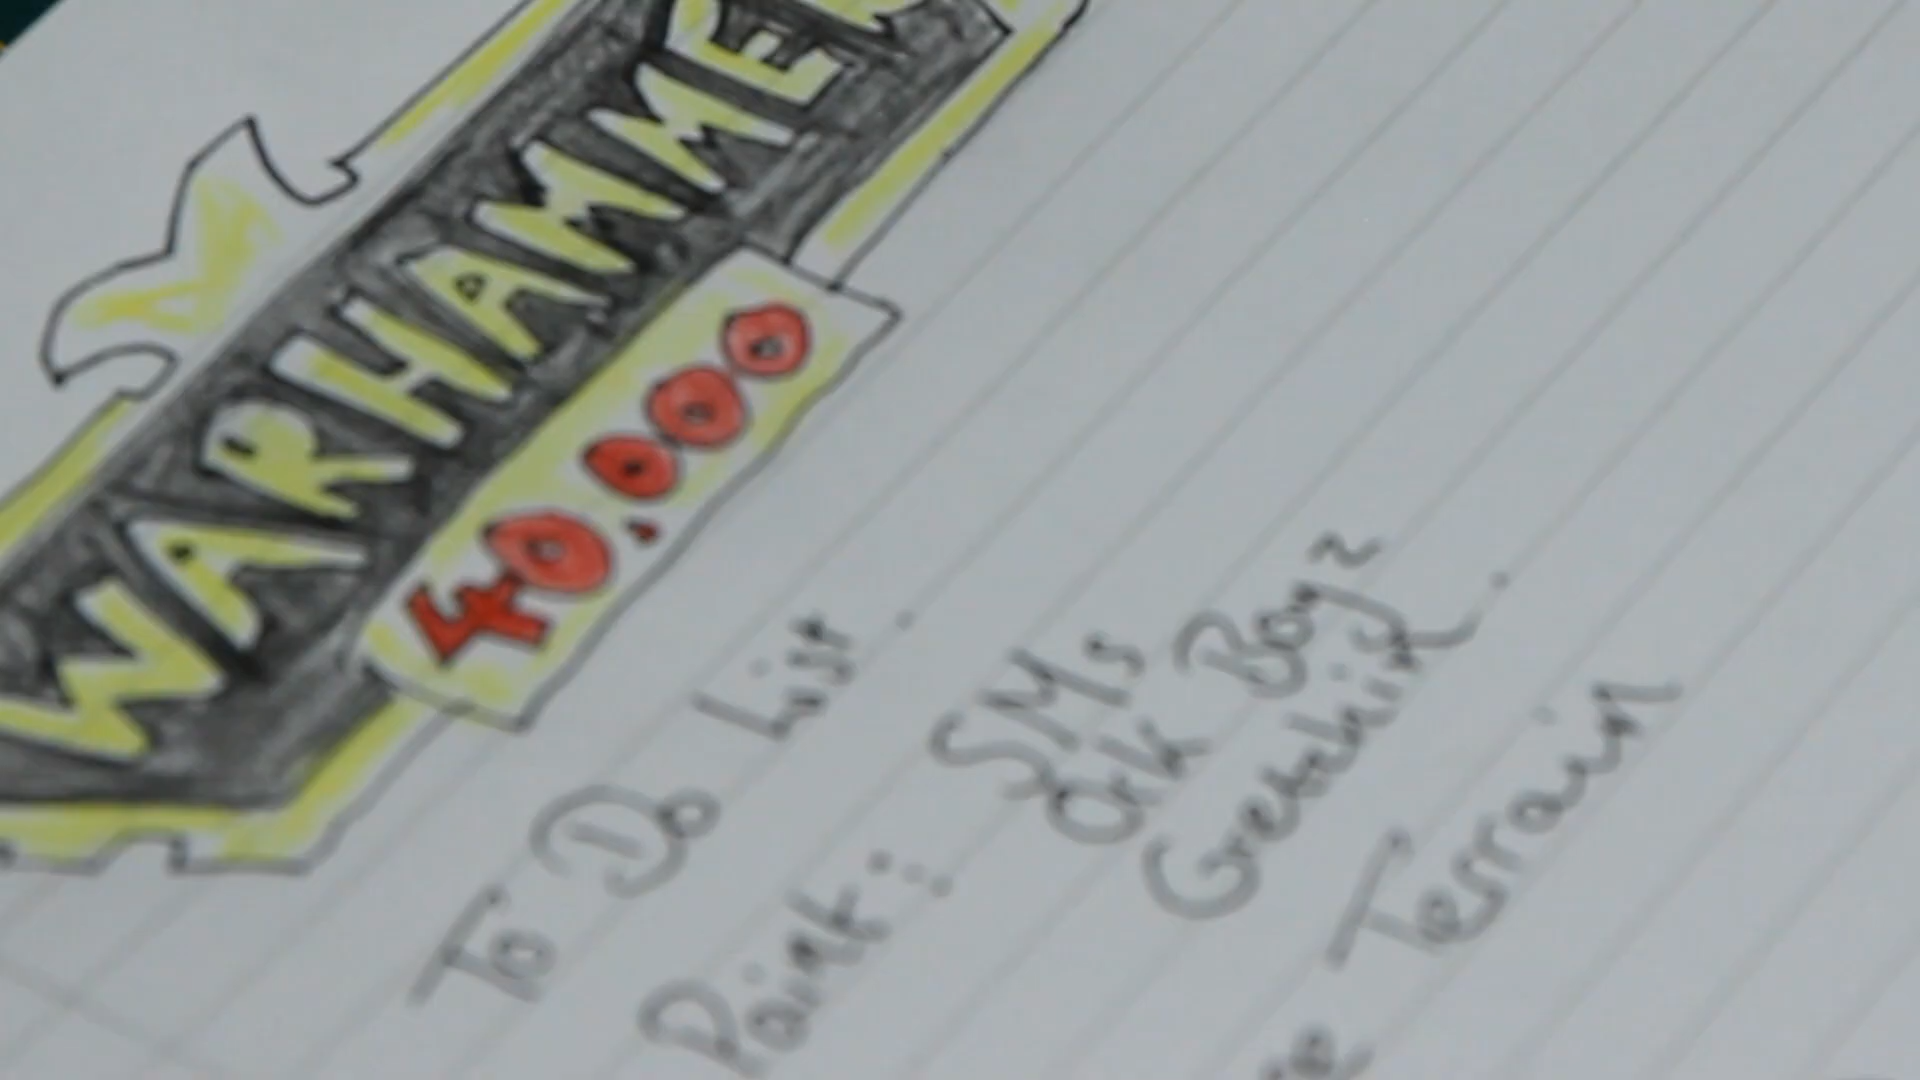 WARHAMMER
40,000
To Do List.
Paint: SMs
Ork Boyz
Gretchin.
Terrain